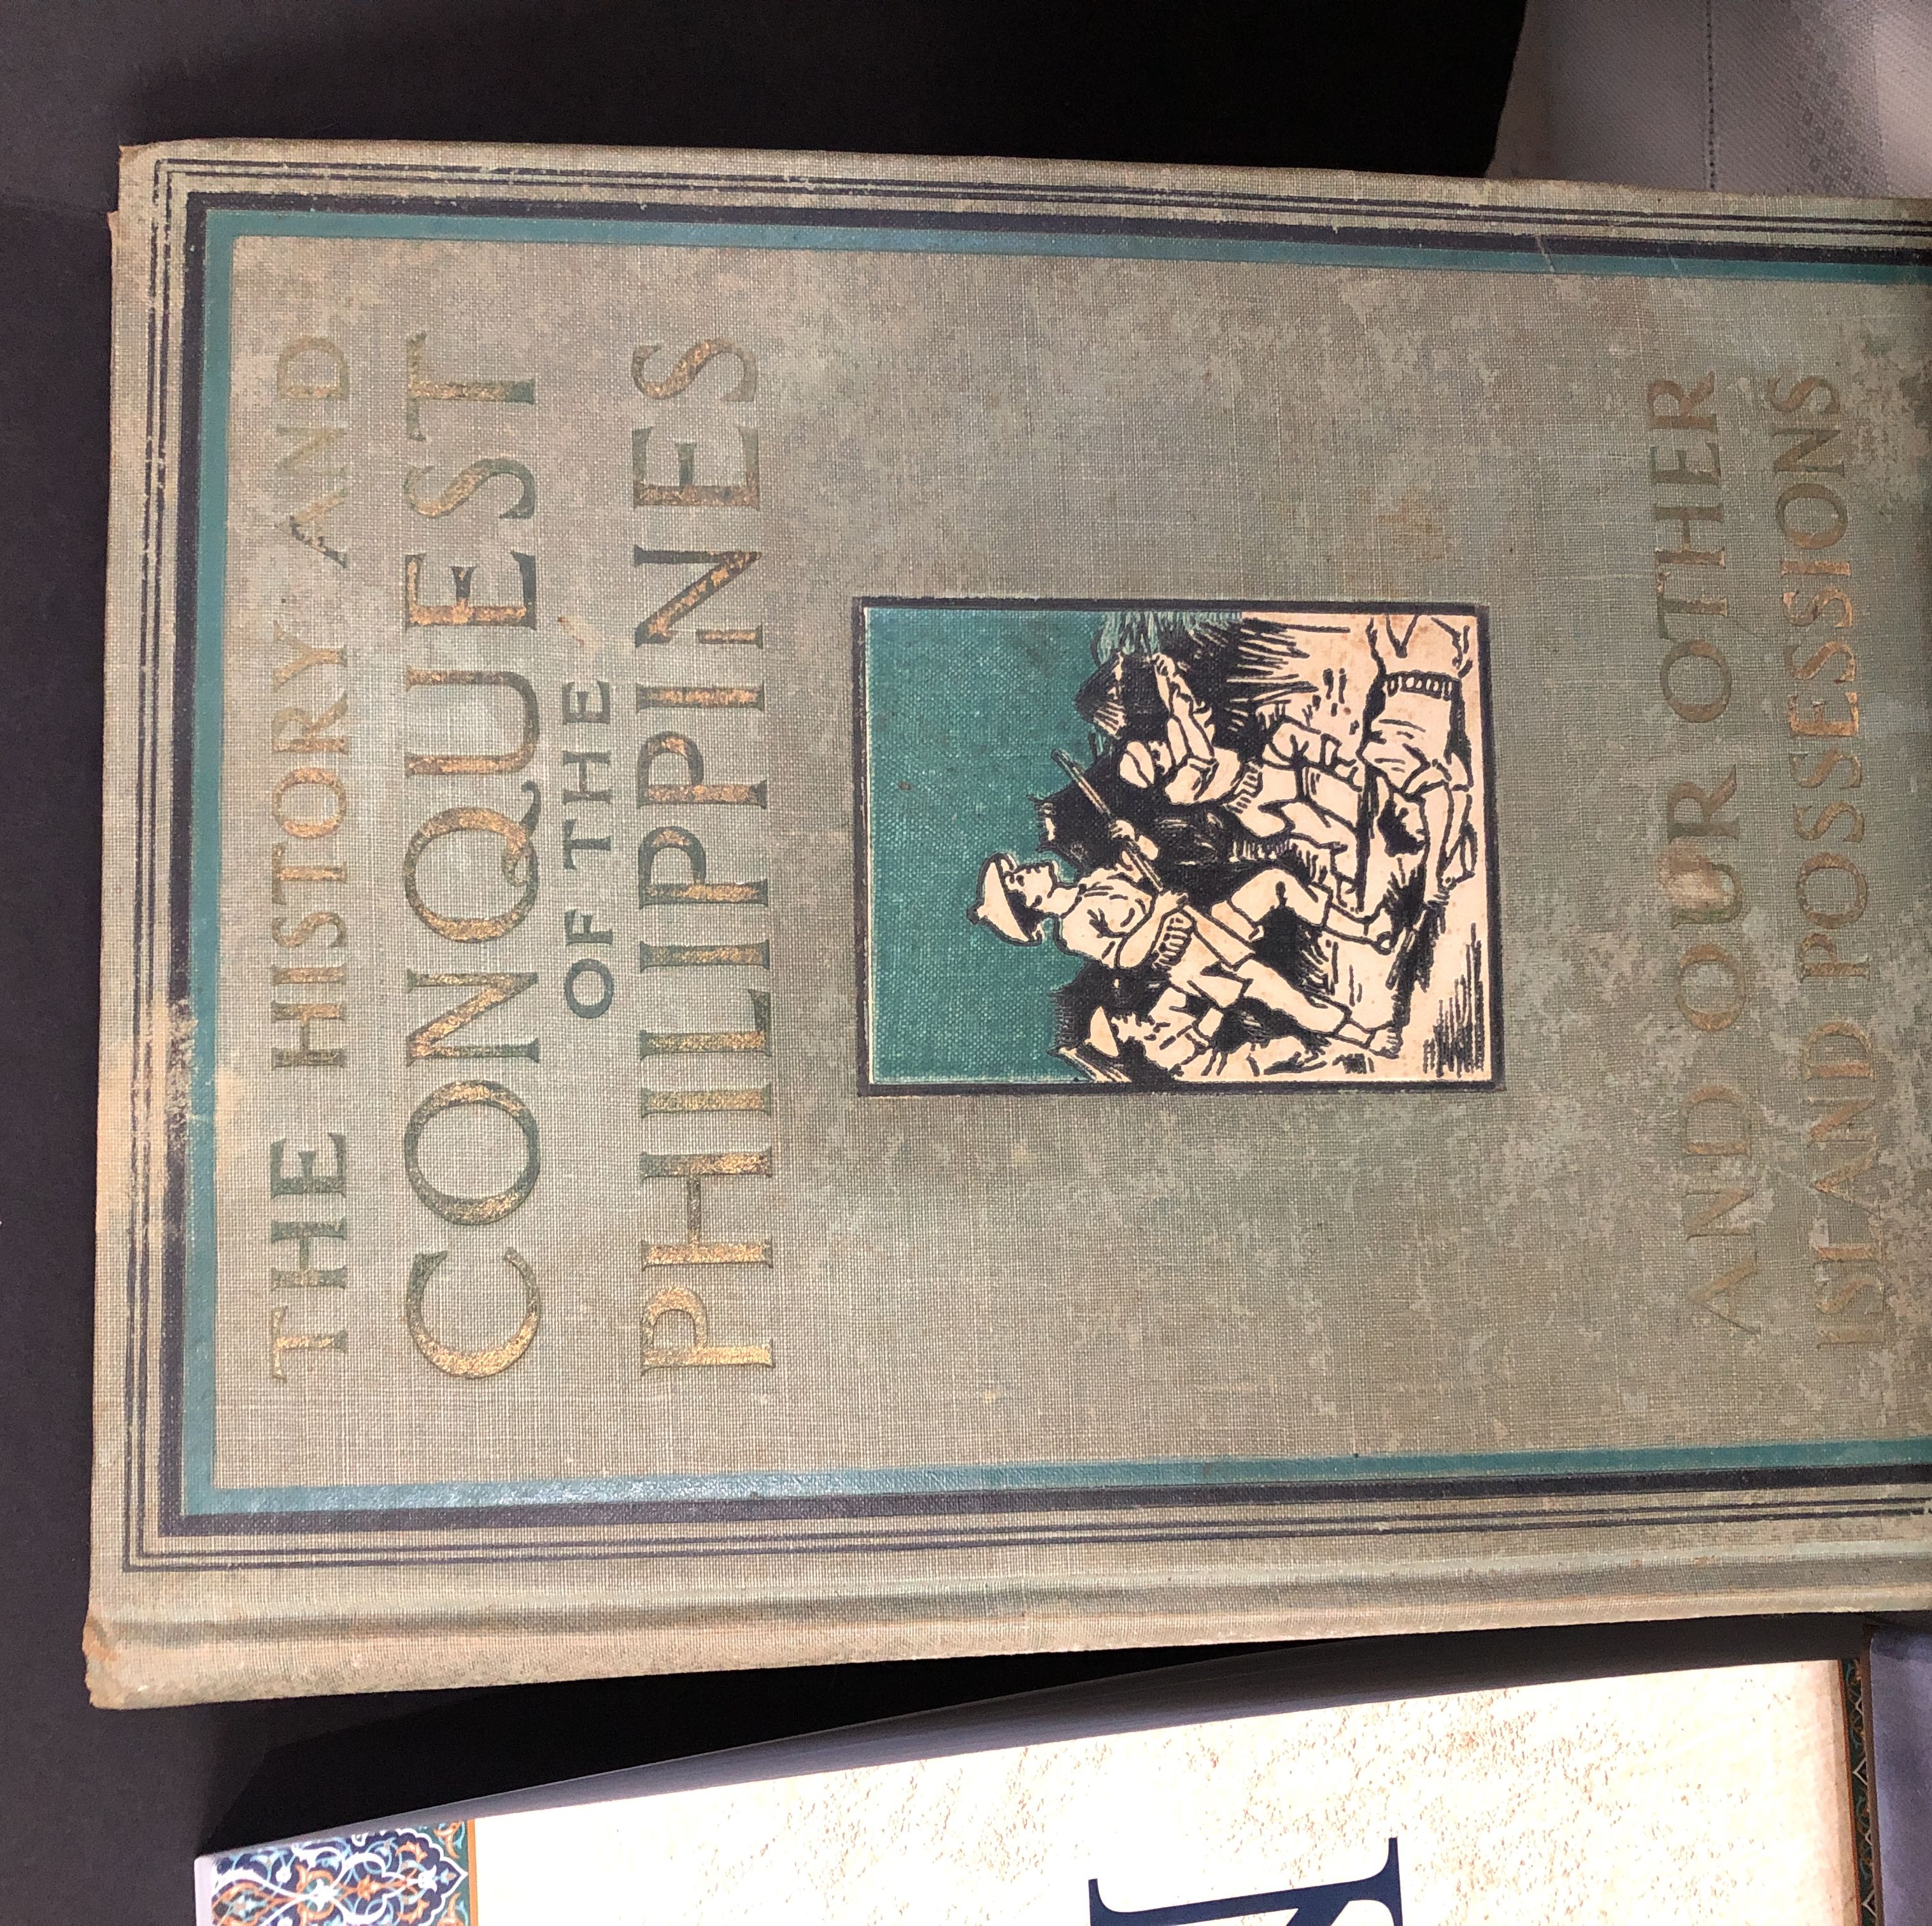 THE HISTORY AND
CONQUEST
OF THE
PHILIPPINES
AND OUR OTHER
ISLAND POSSESSIONS